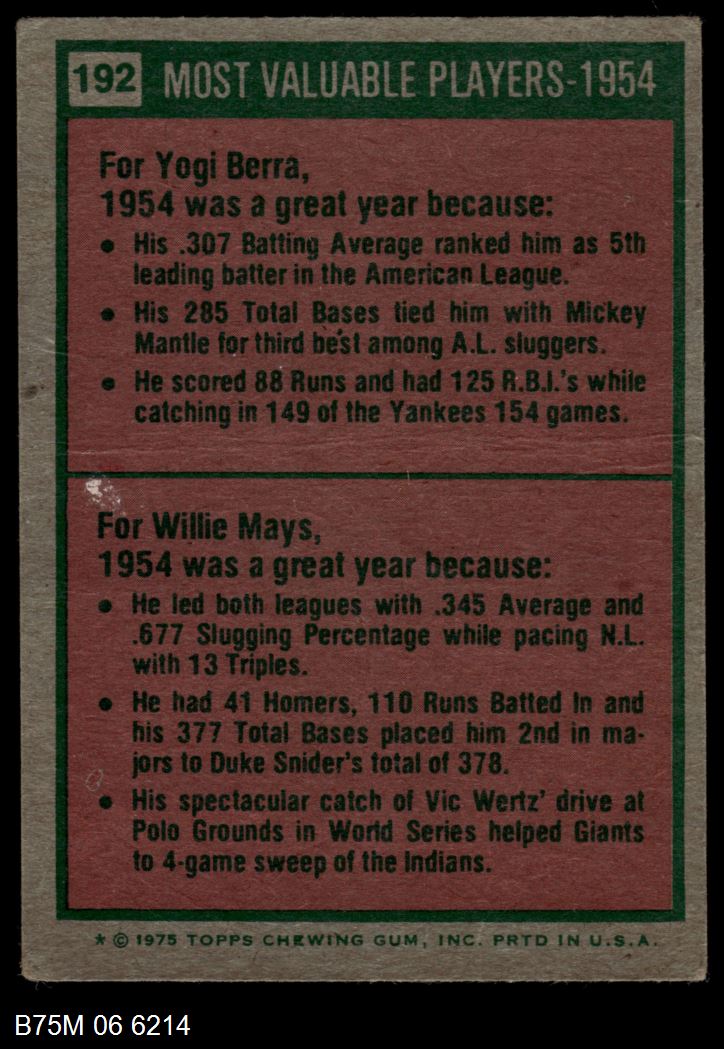 192 MOST VALUABLE PLAYERS-1954
For Yogi Berra,
1954 was a great year because:
• His .307 Batting Average ranked him as 5th
leading batter in the American League.
• His 285 Total Bases tied him with Mickey
Mantle for third best among A.L. sluggers.
• He scored 88 Runs and had 125 R.B.I.'s while
catching in 149 of the Yankees 154 games.
For Willie Mays,
1954 was a great year because:
• He led both leagues with .345 Average and
.677 Slugging Percentage while pacing N.L.
with 13 Triples.
• He had 41 Homers, 110 Runs Batted In and
his 377 Total Bases placed him 2nd in ma-
jors to Duke Snider's total of 378.
• His spectacular catch of Vic Wertz' drive at
Polo Grounds in World Series helped Giants
to 4-game sweep of the Indians.
* © 1975 TOPPS CHEWING GUM, INC. PRTD IN U.S.A.
B75M 06 6214